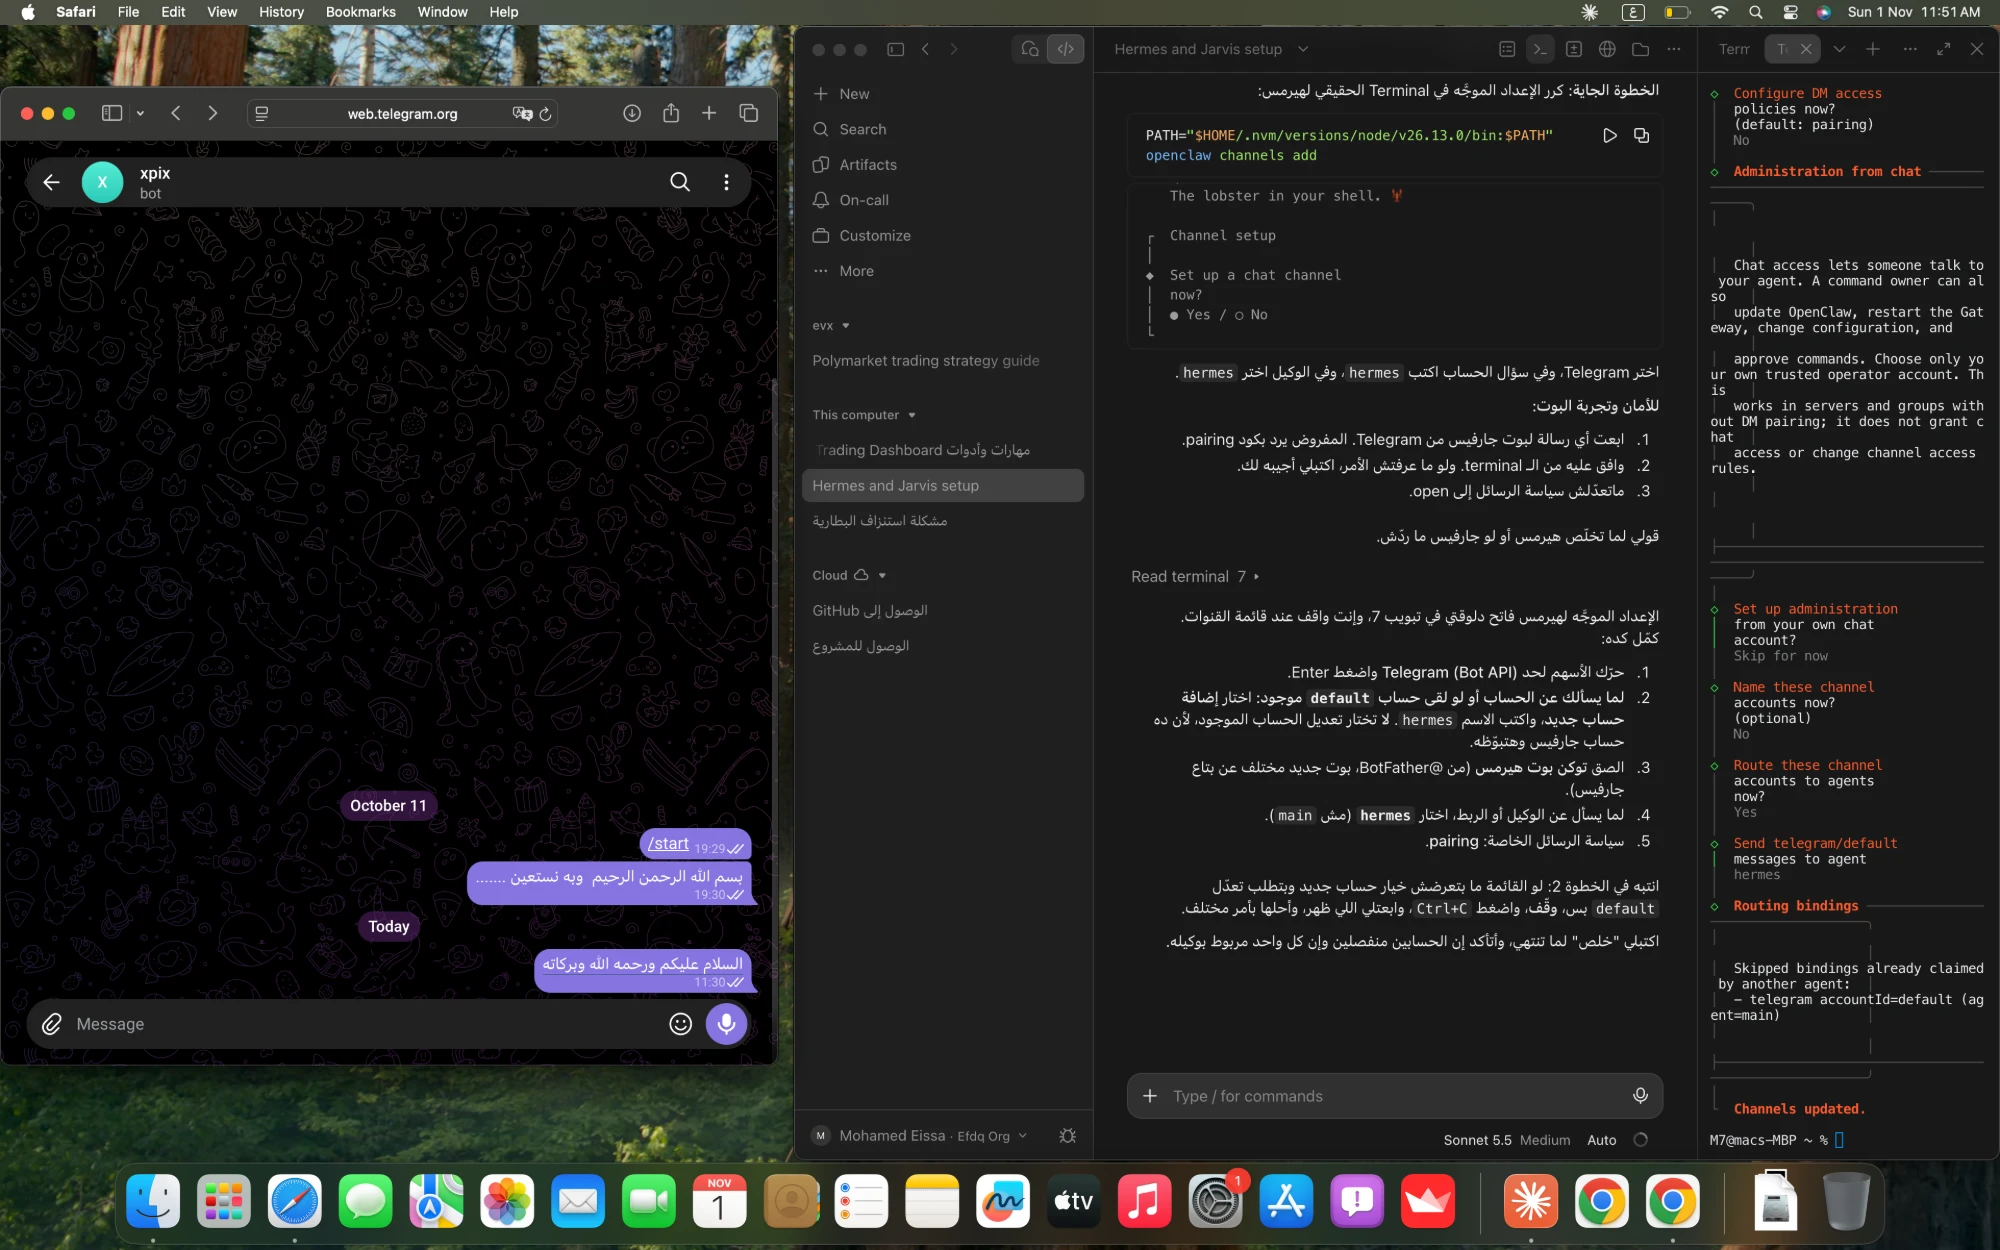 Safari File Edit View History Bookmarks Window Help
ع
Sun 1 Nov 11:51 AM
web.telegram.org
X
xpix
bot
October 11
/start 19:29
بسم الله الرحمن الرحيم وبه نستعين .......
19:30
Today
السلام عليكم ورحمه الله وبركاته
11:30
Message
New
Search
Artifacts
On-call
Customize
More
evx
Polymarket trading strategy guide
This computer
Trading Dashboard مهارات وأدوات
Hermes and Jarvis setup
مشكلة استنزاف البطارية
Cloud
الوصول إلى GitHub
الوصول للمشروع
M Mohamed Eissa · Efdq Org
Hermes and Jarvis setup
الخطوة الجاية: كرر الإعداد الموجَّه في Terminal الحقيقي لهيرمس:
PATH="$HOME/.nvm/versions/node/v26.13.0/bin:$PATH"
openclaw channels add
The lobster in your shell. 🦞
Channel setup
Set up a chat channel
now?
● Yes / ○ No
اختر Telegram، وفي سؤال الحساب اكتب hermes، وفي الوكيل اختر hermes.
للأمان وتجربة البوت:
1. ابعت أي رسالة لبوت جارفيس من Telegram. المفروض يرد بكود pairing.
2. وافق عليه من الـ terminal. ولو ما عرفتش الأمر، اكتبلي أجيبه لك.
3. ماتعدّلش سياسة الرسائل إلى open.
قولي لما تخلّص هيرمس أو لو جارفيس ما ردّش.
Read terminal 7
الإعداد الموجَّه لهيرمس فاتح دلوقتي في تبويب 7، وإنت واقف عند قائمة القنوات.
كمّل كده:
1. حرّك الأسهم لحد Telegram (Bot API) واضغط Enter.
2. لما يسألك عن الحساب أو لو لقى حساب default موجود: اختار إضافة
حساب جديد، واكتب الاسم hermes. لا تختار تعديل الحساب الموجود، لأن ده
حساب جارفيس وهتبوّظه.
3. الصق توكن بوت هيرمس (من @BotFather، بوت جديد مختلف عن بتاع
جارفيس).
4. لما يسأل عن الوكيل أو الربط، اختار hermes (مش main).
5. سياسة الرسائل الخاصة: pairing.
انتبه في الخطوة 2: لو القائمة ما بتعرضش خيار حساب جديد وبتطلب تعدّل
default بس، وقّف، واضغط Ctrl+C، وابعتلي اللي ظهر، وأحلها بأمر مختلف.
اكتبلي "خلص" لما تنتهي، وأتأكد إن الحسابين منفصلين وإن كل واحد مربوط بوكيله.
Type / for commands
Sonnet 5.5 Medium Auto
Term
Configure DM access
policies now?
(default: pairing)
No
Administration from chat
Chat access lets someone talk to
your agent. A command owner can al
so
update OpenClaw, restart the Gat
eway, change configuration, and
approve commands. Choose only yo
ur own trusted operator account. Th
is
works in servers and groups with
out DM pairing; it does not grant c
hat
access or change channel access
rules.
Set up administration
from your own chat
account?
Skip for now
Name these channel
accounts now?
(optional)
No
Route these channel
accounts to agents
now?
Yes
Send telegram/default
messages to agent
hermes
Routing bindings
Skipped bindings already claimed
by another agent:
- telegram accountId=default (ag
ent=main)
Channels updated.
M7@macs-MBP ~ %
NOV
1
tv
1